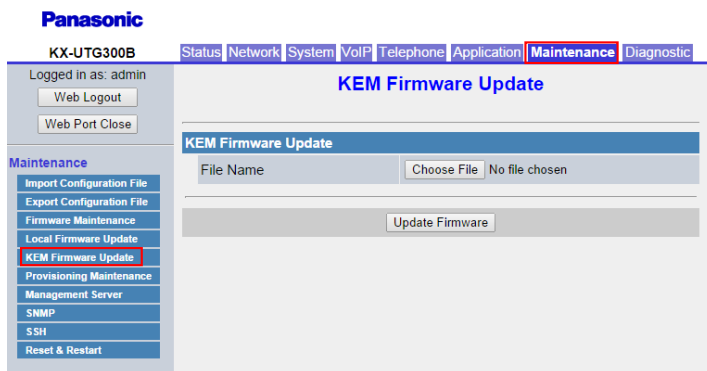 Panasonic
KX-UTG300B
Status Network System VoIP Telephone Application Maintenance Diagnostic
Logged in as: admin
Web Logout
Web Port Close
Maintenance
Import Configuration File
Export Configuration File
Firmware Maintenance
Local Firmware Update
KEM Firmware Update
Provisioning Maintenance
Management Server
SNMP
SSH
Reset & Restart
KEM Firmware Update
KEM Firmware Update
File Name Choose File No file chosen
Update Firmware